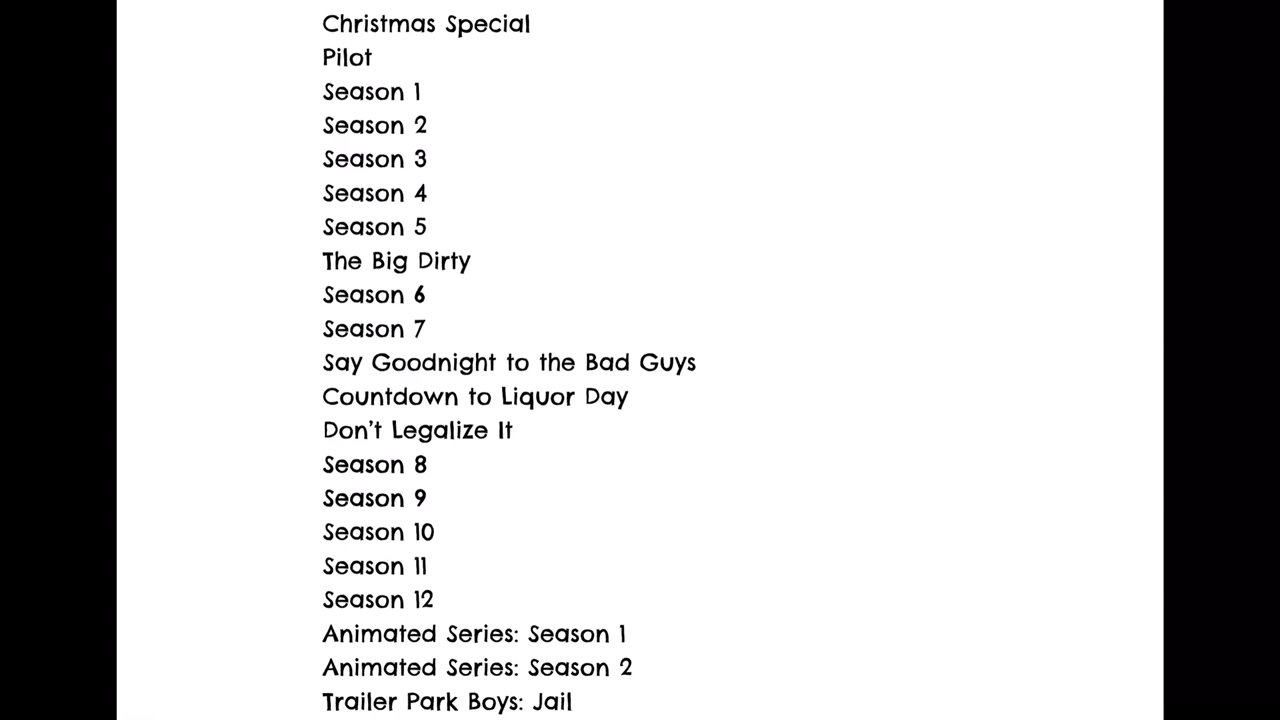 Christmas Special
Pilot
Season 1
Season 2
Season 3
Season 4
Season 5
The Big Dirty
Season 6
Season 7
Say Goodnight to the Bad Guys
Countdown to Liquor Day
Don't Legalize It
Season 8
Season 9
Season 10
Season 11
Season 12
Animated Series: Season 1
Animated Series: Season 2
Trailer Park Boys: Jail